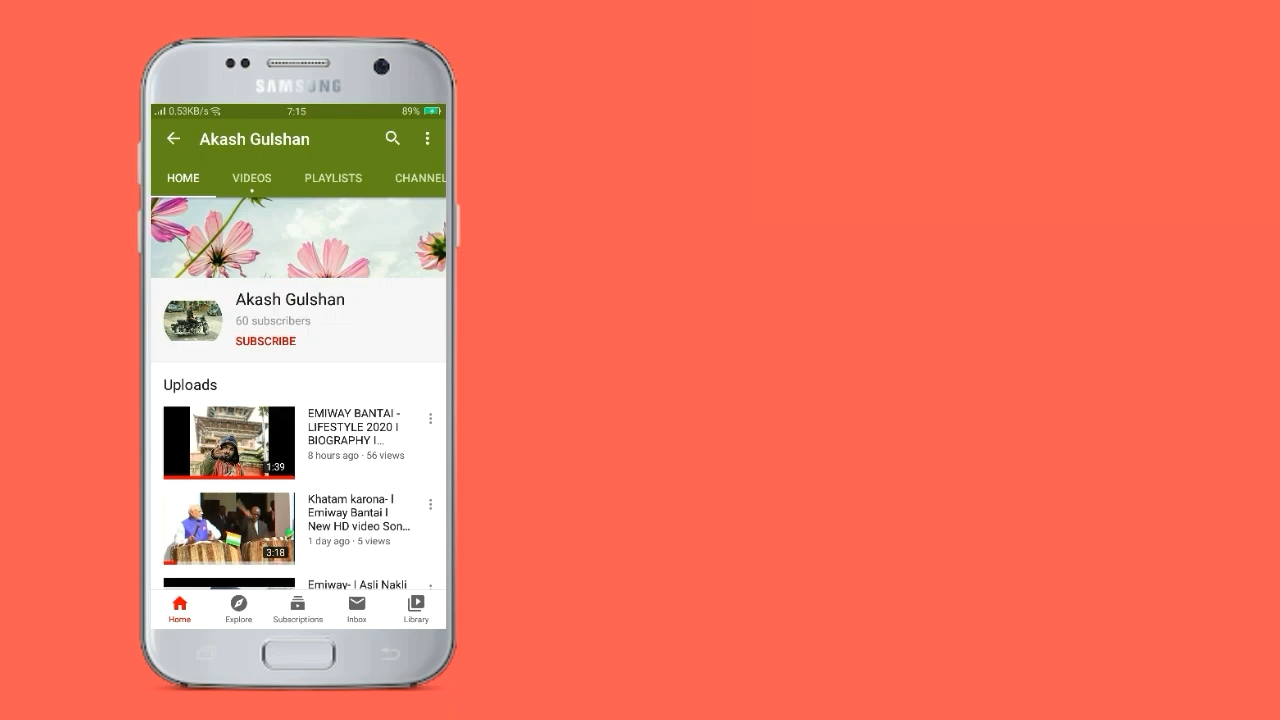 SAMSUNG
0.53KB/s 7:15 89%
Akash Gulshan
HOME VIDEOS PLAYLISTS CHANNEL
Akash Gulshan
60 subscribers
SUBSCRIBE
Uploads
EMIWAY BANTAI -
LIFESTYLE 2020 I
BIOGRAPHY I...
8 hours ago · 56 views
1:39
Khatam karona- I
Emiway Bantai I
New HD video Son...
1 day ago · 5 views
3:18
Emiway- I Asli Nakli
Home Explore Subscriptions Inbox Library